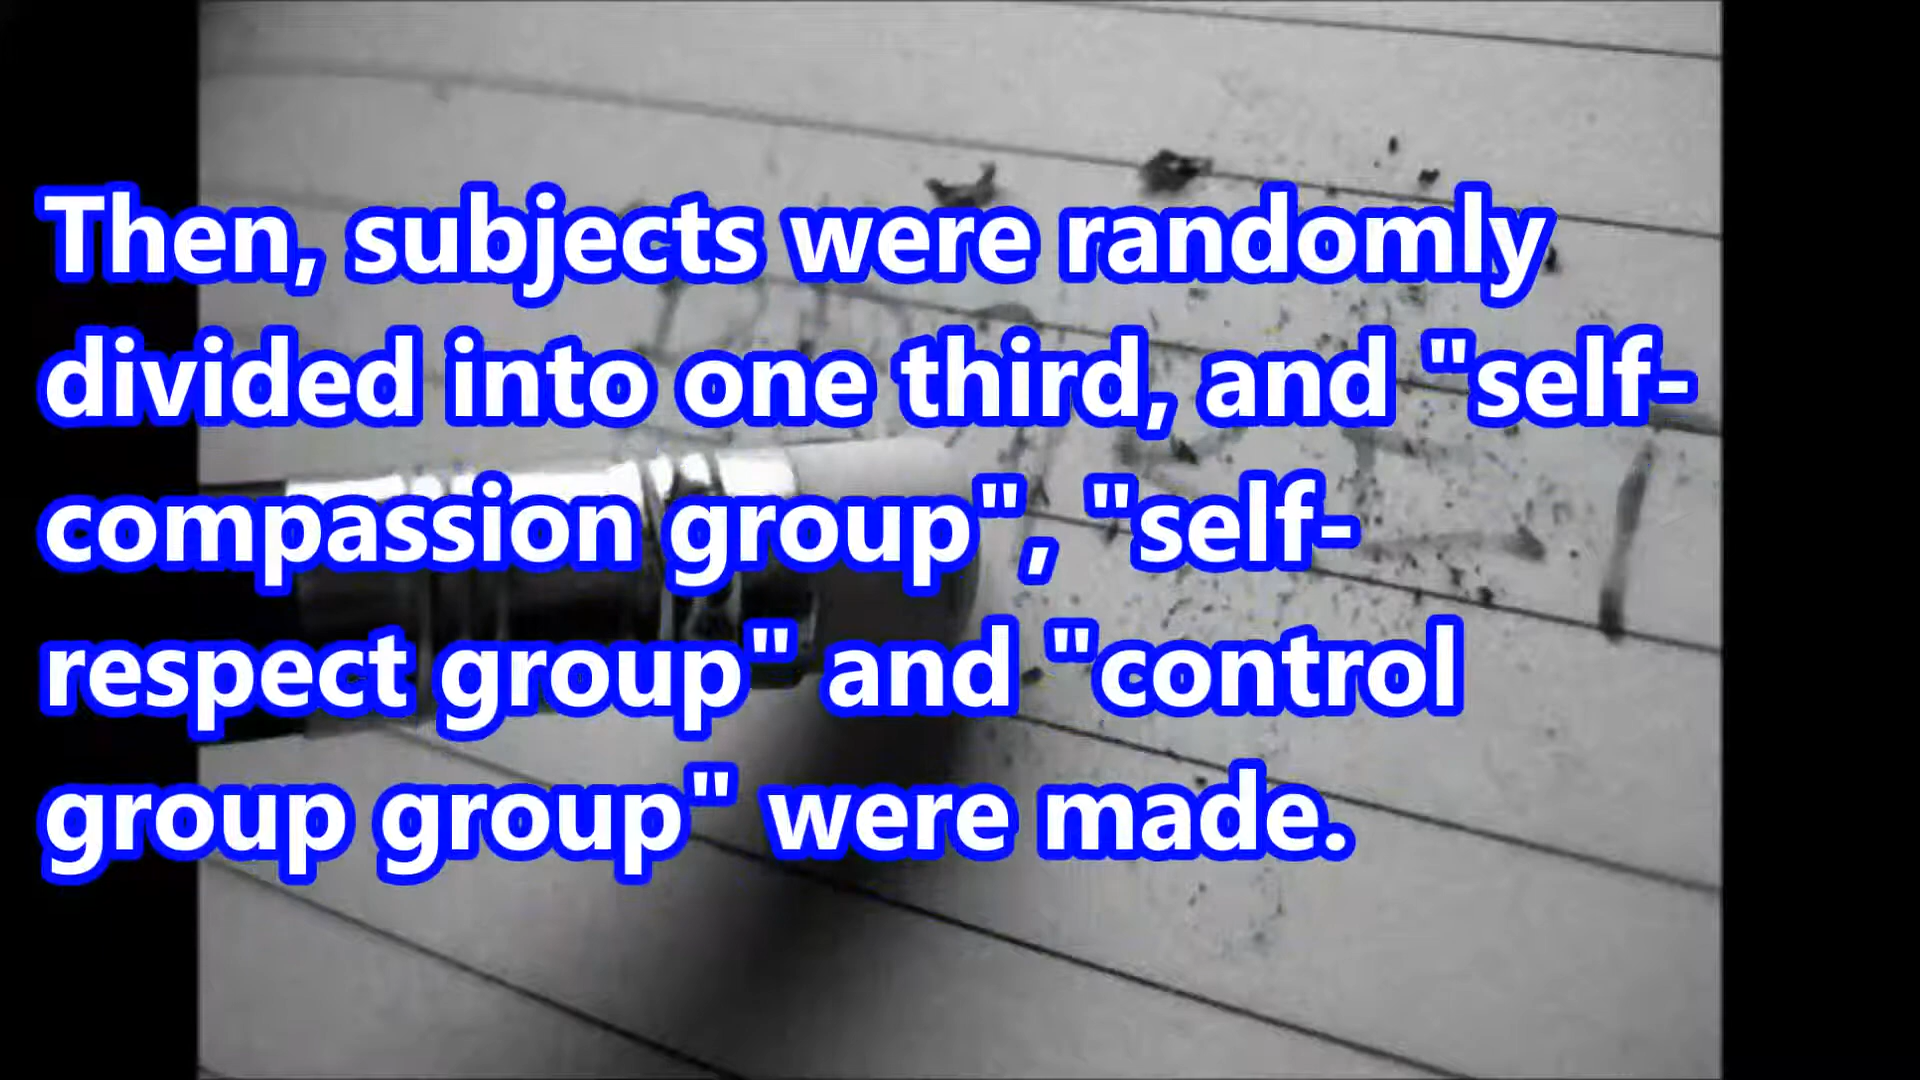 Then, subjects were randomly
divided into one third, and "self-
compassion group", "self-
respect group" and "control
group group" were made.